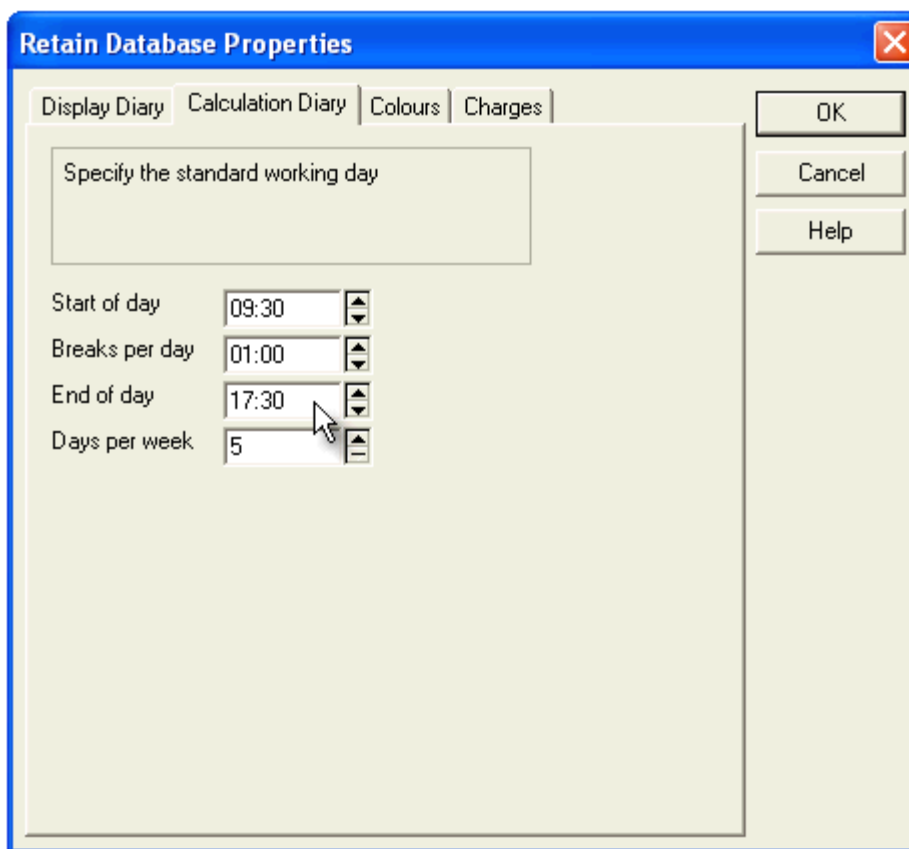 Retain Database Properties
Display Diary Calculation Diary Colours Charges
OK
Specify the standard working day
Cancel
Help
Start of day 09:30
Breaks per day 01:00
End of day 17:30
Days per week 5